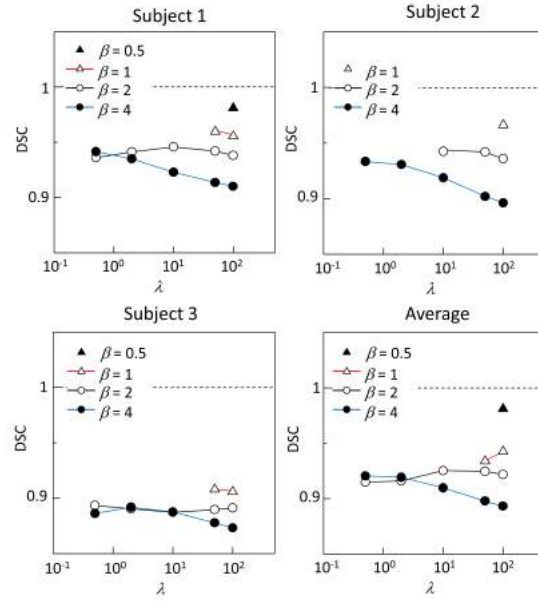 Subject 1
β = 0.5
β = 1
β = 2
β = 4
1
0.9
DSC
10-1
100
101
102
λ
Subject 2
β = 1
β = 2
β = 4
1
0.9
DSC
10-1
100
101
102
λ
Subject 3
β = 0.5
β = 1
β = 2
β = 4
1
0.9
DSC
10-1
100
101
102
λ
Average
β = 0.5
β = 1
β = 2
β = 4
1
0.9
DSC
10-1
100
101
102
λ